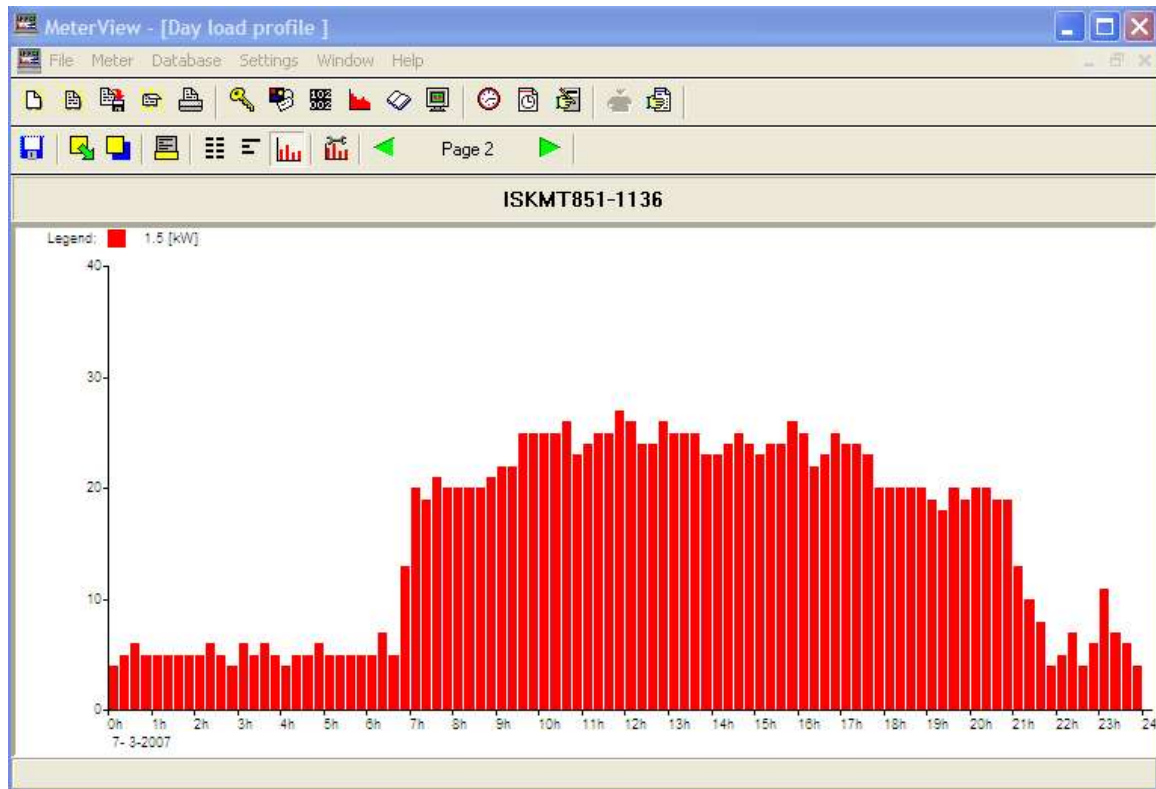 MeterView - [Day load profile ]
File Meter Database Settings Window Help
Page 2
ISKMT851-1136
Legend: 1.5 [kW]
40
30
20
10
0
0h 1h 2h 3h 4h 5h 6h 7h 8h 9h 10h 11h 12h 13h 14h 15h 16h 17h 18h 19h 20h 21h 22h 23h 24
7- 3-2007